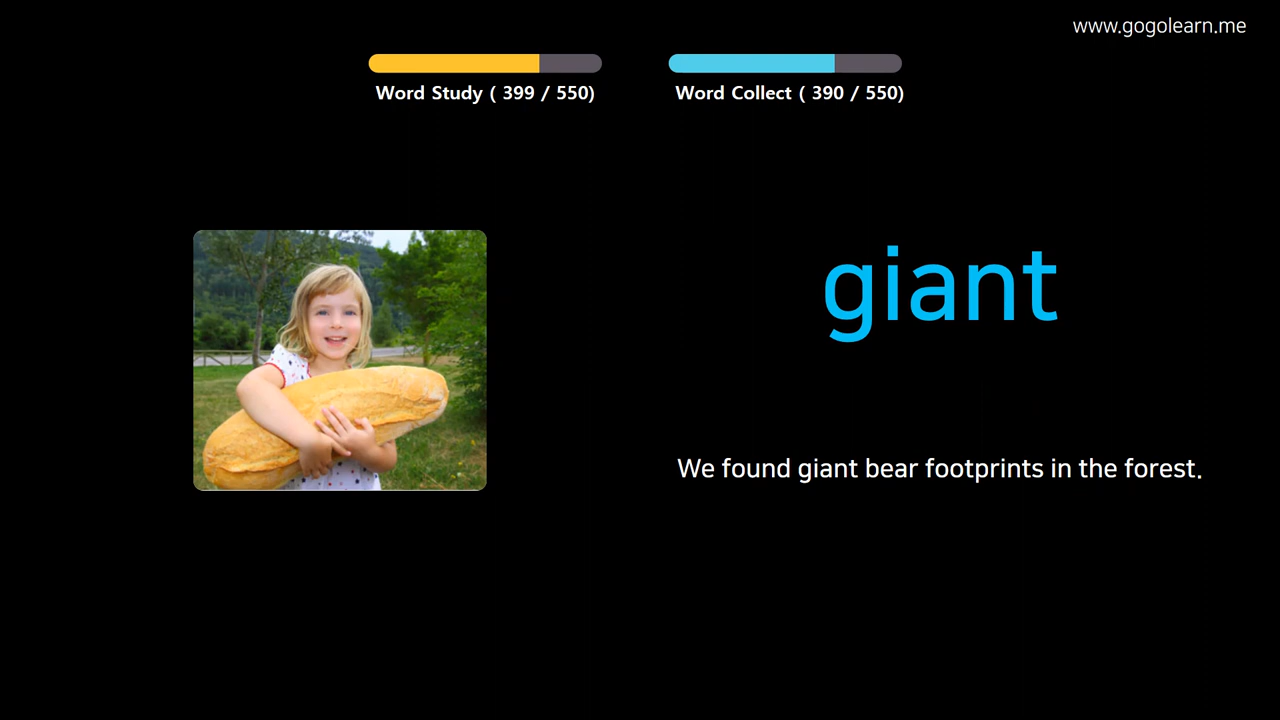 www.gogolearn.me
Word Study ( 399 / 550)
Word Collect ( 390 / 550)
giant
We found giant bear footprints in the forest.